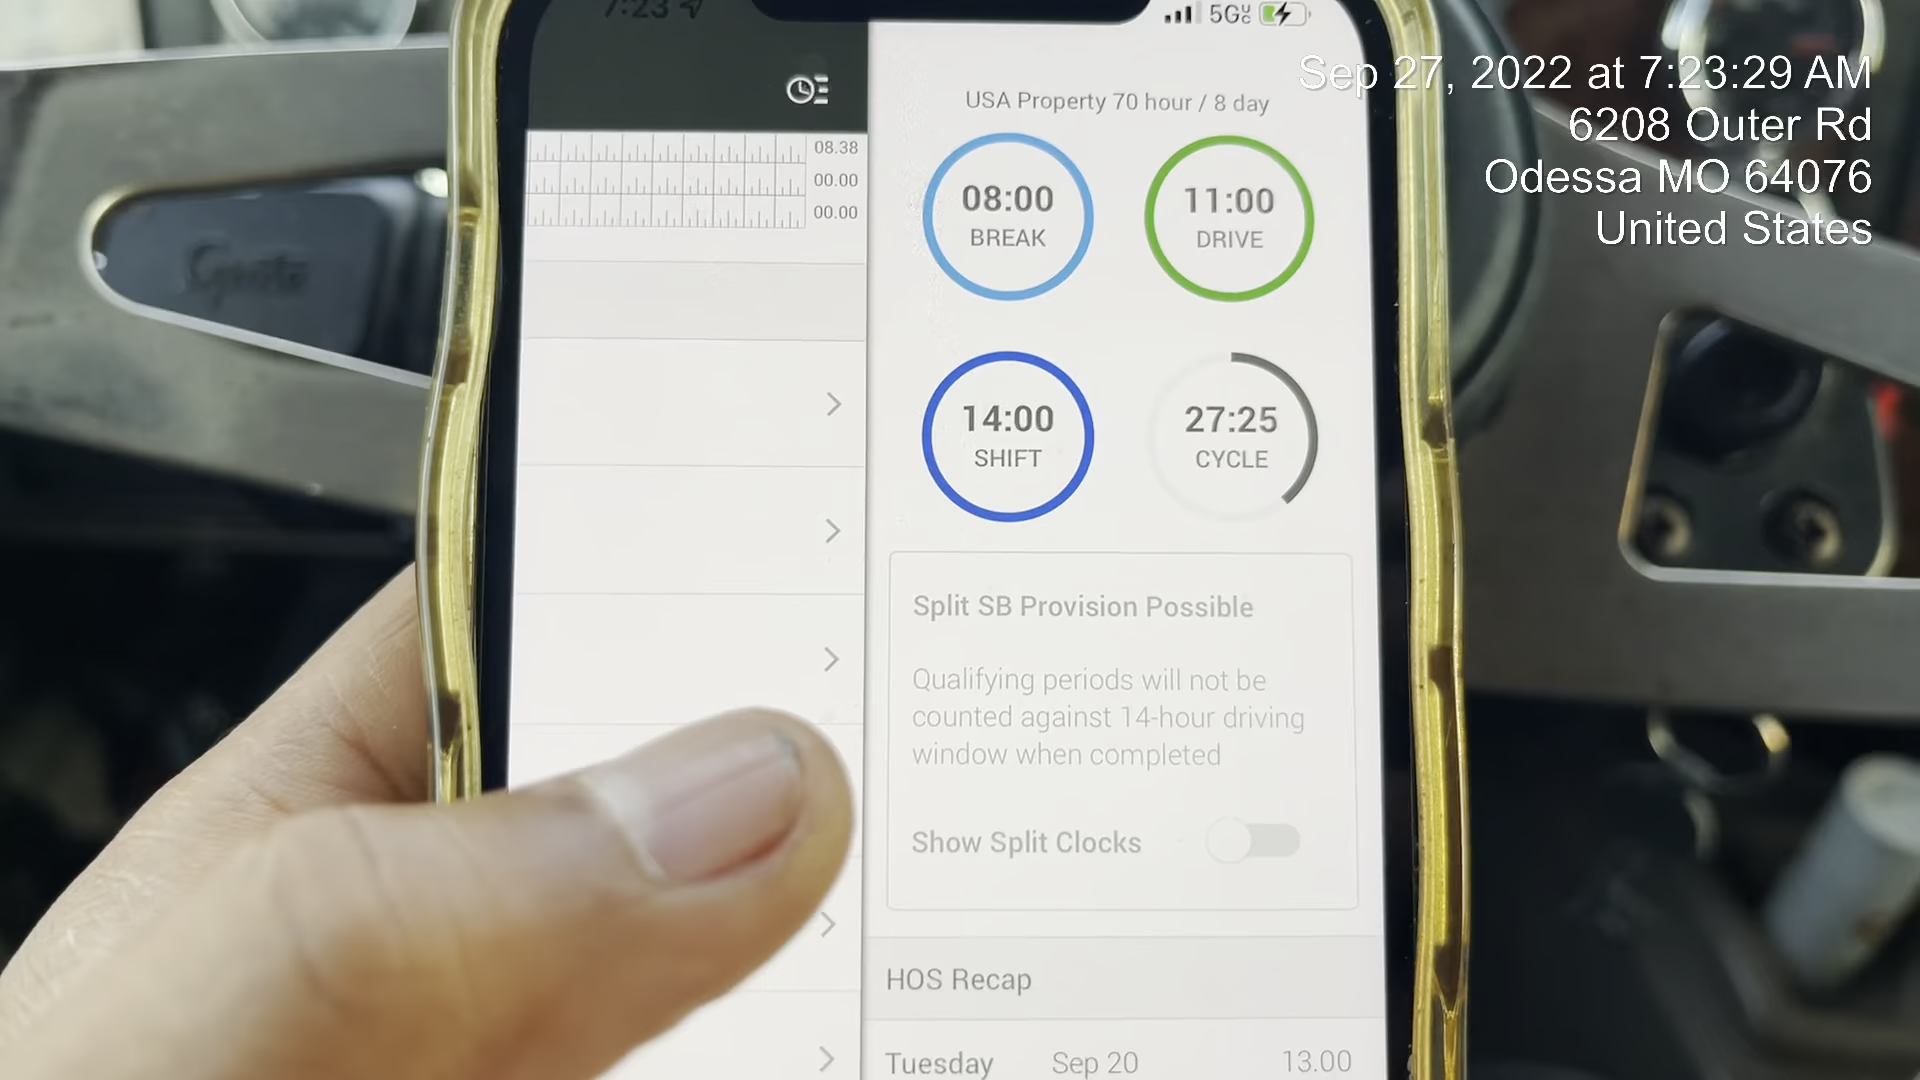 7:23
5G
Sep 27, 2022 at 7:23:29 AM
6208 Outer Rd
Odessa MO 64076
United States
USA Property 70 hour / 8 day
08.38
00.00
00.00
08:00
BREAK
11:00
DRIVE
14:00
SHIFT
27:25
CYCLE
Split SB Provision Possible
Qualifying periods will not be
counted against 14-hour driving
window when completed
Show Split Clocks
HOS Recap
Tuesday Sep 20 13.00